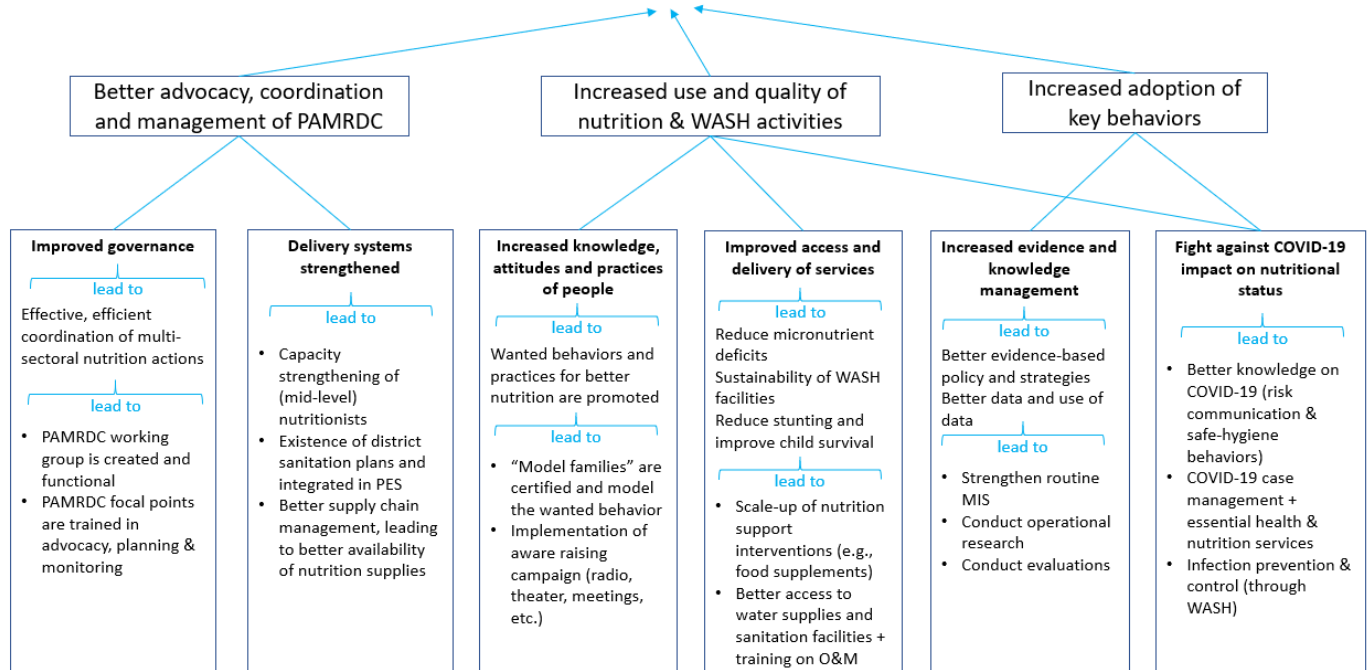 Better advocacy, coordination
and management of PAMRDC
Increased use and quality of
nutrition & WASH activities
Increased adoption of
key behaviors
Improved governance
lead to
Effective, efficient
coordination of multi-
sectoral nutrition actions
lead to
• PAMRDC working
group is created and
functional
• PAMRDC focal points
are trained in
advocacy, planning &
monitoring
Delivery systems
strengthened
lead to
• Capacity
strengthening of
(mid-level)
nutritionists
• Existence of district
sanitation plans and
integrated in PES
• Better supply chain
management, leading
to better availability
of nutrition supplies
Increased knowledge,
attitudes and practices
of people
lead to
Wanted behaviors and
practices for better
nutrition are promoted
lead to
• “Model families” are
certified and model
the wanted behavior
• Implementation of
aware raising
campaign (radio,
theater, meetings,
etc.)
Improved access and
delivery of services
lead to
Reduce micronutrient
deficits
Sustainability of WASH
facilities
Reduce stunting and
improve child survival
lead to
• Scale-up of nutrition
support
interventions (e.g.,
food supplements)
• Better access to
water supplies and
sanitation facilities +
training on O&M
Increased evidence and
knowledge
management
lead to
Better evidence-based
policy and strategies
Better data and use of
data
lead to
• Strengthen routine
MIS
• Conduct operational
research
• Conduct evaluations
Fight against COVID-19
impact on nutritional
status
lead to
• Better knowledge on
COVID-19 (risk
communication &
safe-hygiene
behaviors)
• COVID-19 case
management +
essential health &
nutrition services
• Infection prevention &
control (through
WASH)